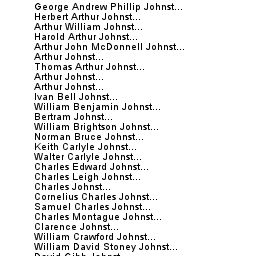 George Andrew Phillip Johnst...
Herbert Arthur Johnst...
Arthur William Johnst...
Harold Arthur Johnst...
Arthur John McDonnell Johnst...
Arthur Johnst...
Thomas Arthur Johnst...
Arthur Johnst...
Arthur Johnst...
Ivan Bell Johnst...
William Benjamin Johnst...
Bertram Johnst...
William Brightson Johnst...
Norman Bruce Johnst...
Keith Carlyle Johnst...
Walter Carlyle Johnst...
Charles Edward Johnst...
Charles Leigh Johnst...
Charles Johnst...
Cornelius Charles Johnst...
Samuel Charles Johnst...
Charles Montague Johnst...
Clarence Johnst...
William Crawford Johnst...
William David Stoney Johnst...
David Gibb Johnst...